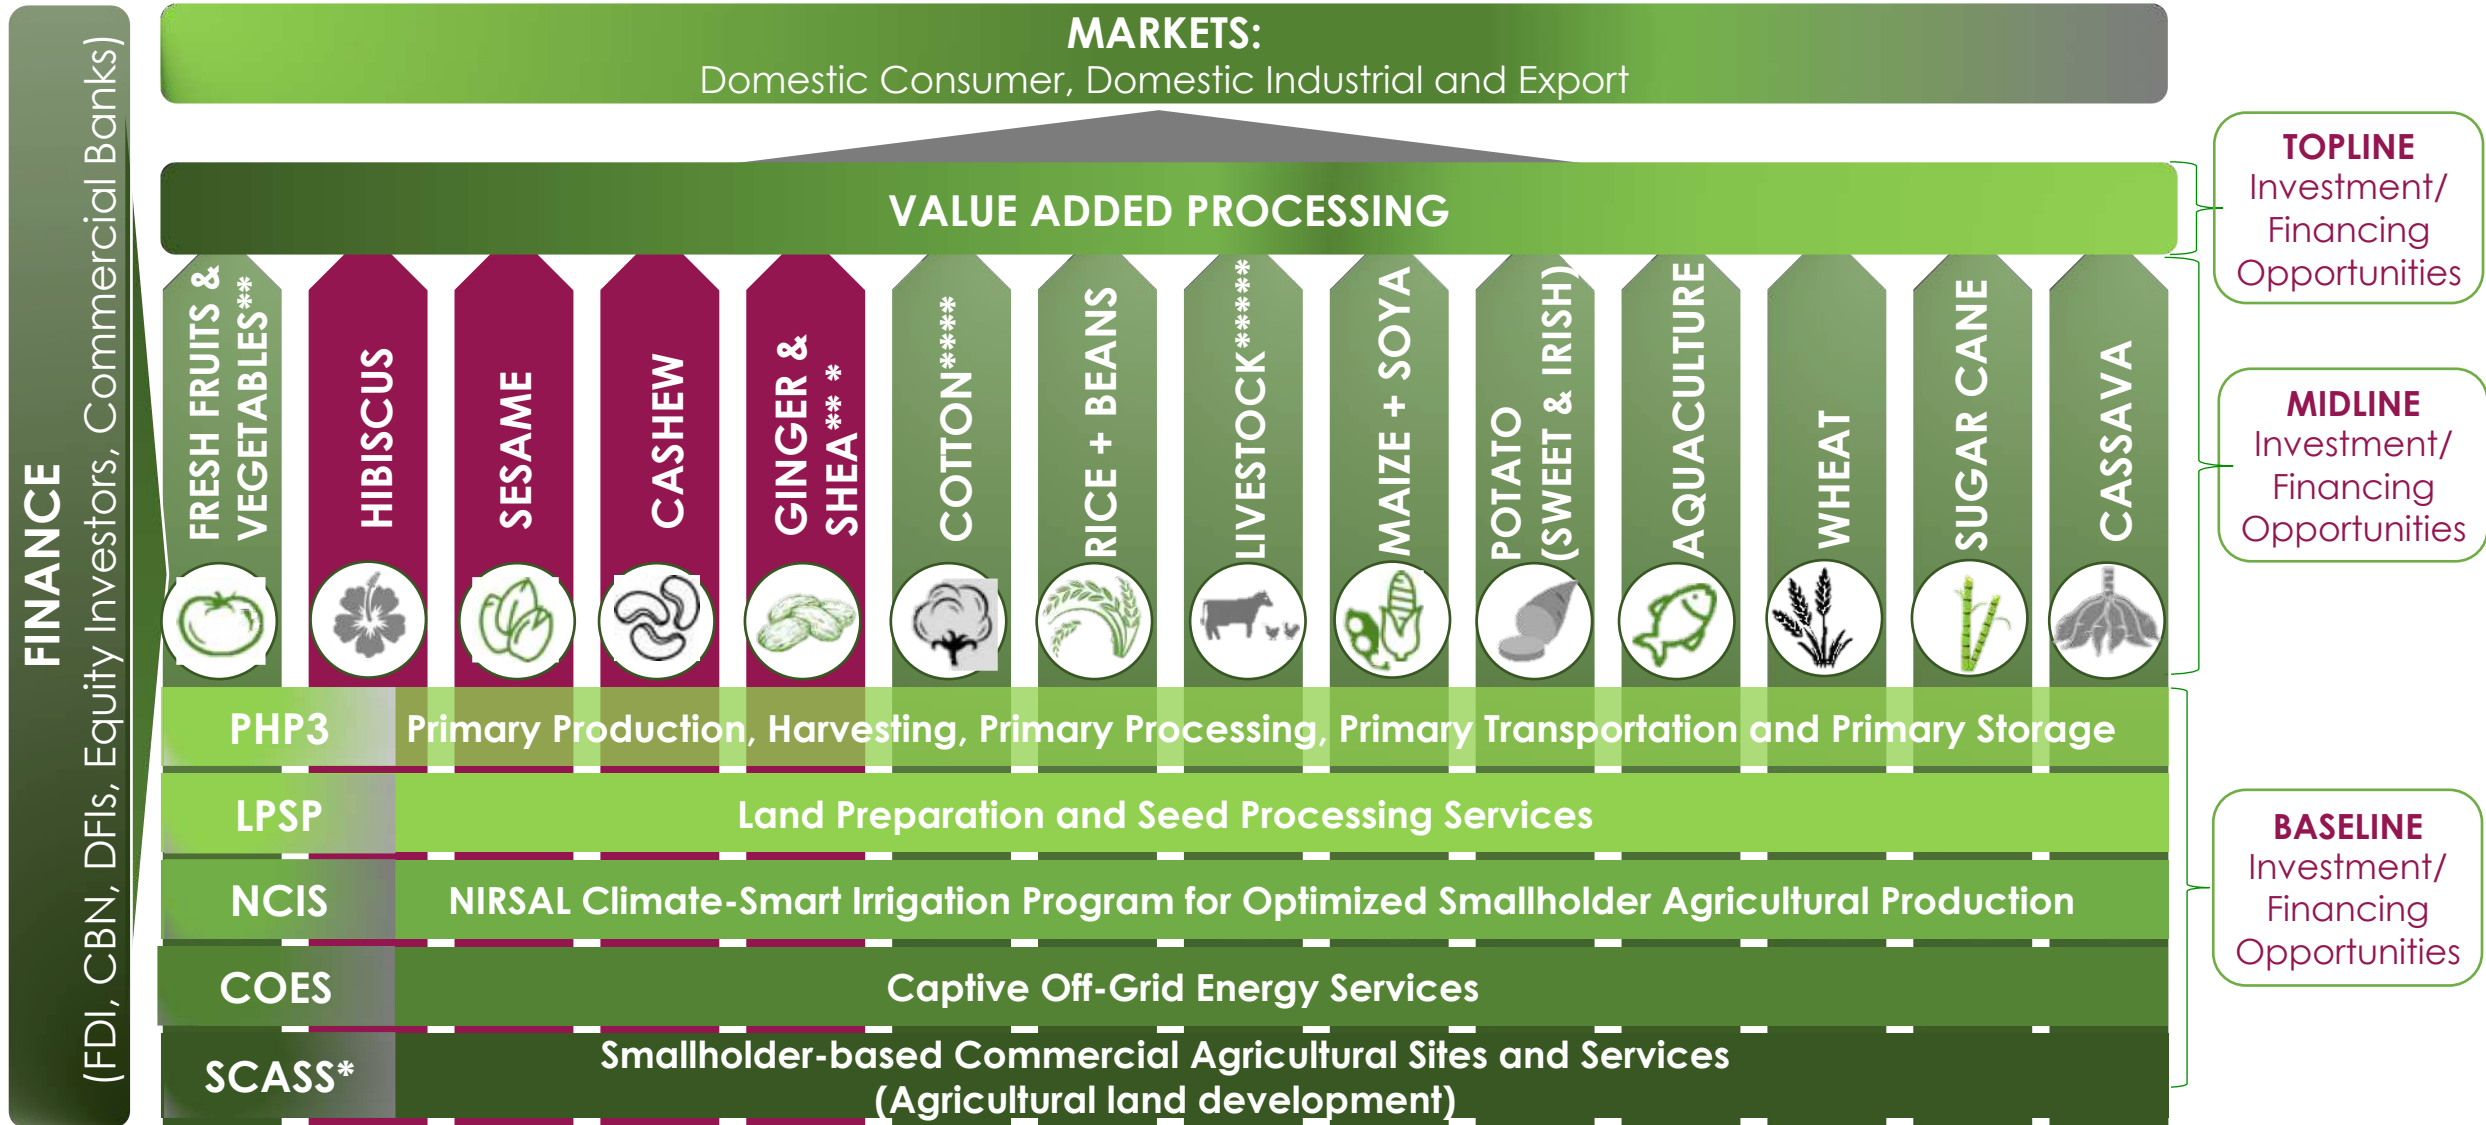 FINANCE
(FDI, CBN, DFIs, Equity Investors, Commercial Banks)
MARKETS:
Domestic Consumer, Domestic Industrial and Export
VALUE ADDED PROCESSING
FRESH FRUITS &
VEGETABLES**
HIBISCUS
SESAME
CASHEW
GINGER &
SHEA** *
COTTON*****
RICE + BEANS
LIVESTOCK******
MAIZE + SOYA
POTATO
(SWEET & IRISH)
AQUACULTURE
WHEAT
SUGAR CANE
CASSAVA
PHP3
Primary Production, Harvesting, Primary Processing, Primary Transportation and Primary Storage
LPSP
Land Preparation and Seed Processing Services
NCIS
NIRSAL Climate-Smart Irrigation Program for Optimized Smallholder Agricultural Production
COES
Captive Off-Grid Energy Services
SCASS*
Smallholder-based Commercial Agricultural Sites and Services
(Agricultural land development)
TOPLINE
Investment/
Financing
Opportunities
MIDLINE
Investment/
Financing
Opportunities
BASELINE
Investment/
Financing
Opportunities